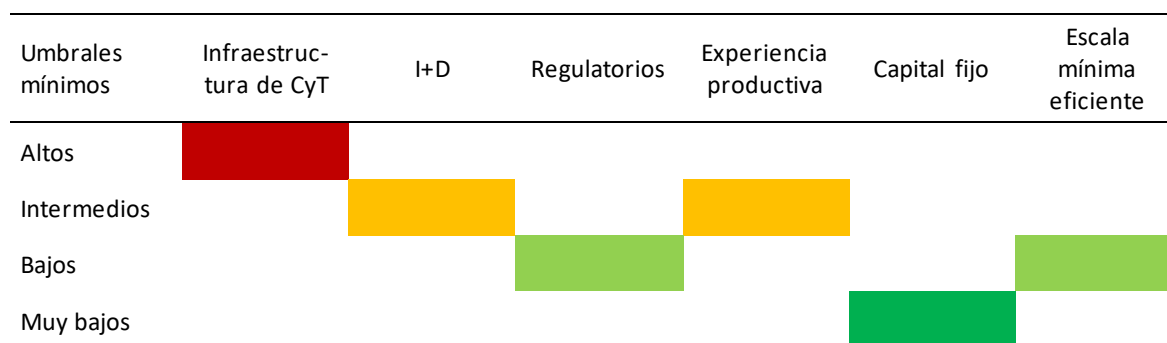 Umbrales
mínimos
Infraestruc-
tura de CyT
I+D
Regulatorios
Experiencia
productiva
Capital fijo
Escala
mínima
eficiente
Altos
Intermedios
Bajos
Muy bajos